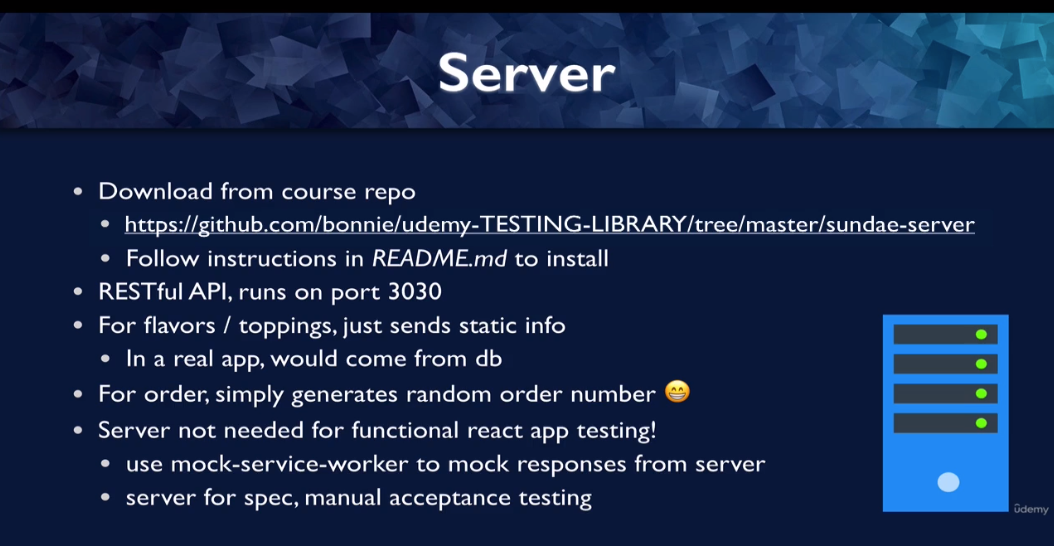 Server
• Download from course repo
• https://github.com/bonnie/udemy-TESTING-LIBRARY/tree/master/sundae-server
• Follow instructions in README.md to install
• RESTful API, runs on port 3030
• For flavors / toppings, just sends static info
• In a real app, would come from db
• For order, simply generates random order number 😁
• Server not needed for functional react app testing!
• use mock-service-worker to mock responses from server
• server for spec, manual acceptance testing
ûdemy